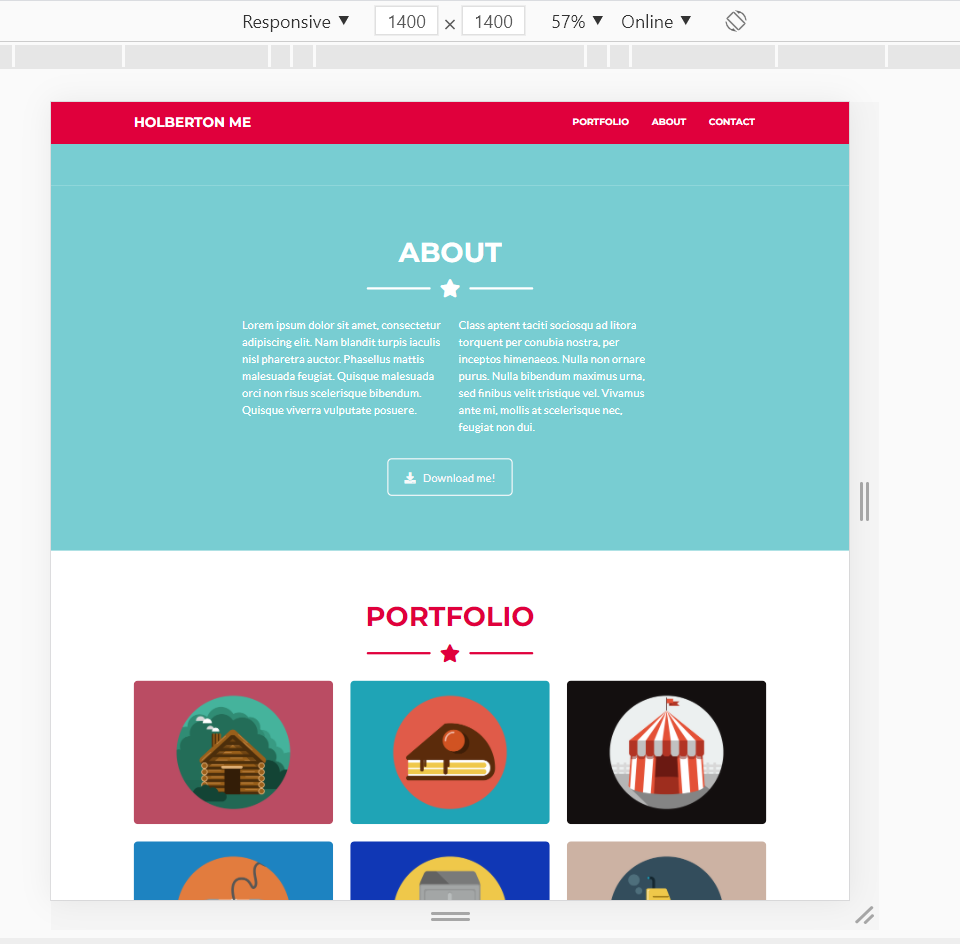 Responsive ▼ 1400 × 1400 57% ▼ Online ▼
HOLBERTON ME PORTFOLIO ABOUT CONTACT
ABOUT
Lorem ipsum dolor sit amet, consectetur
adipiscing elit. Nam blandit turpis iaculis
nisl pharetra auctor. Phasellus mattis
malesuada feugiat. Quisque malesuada
orci non risus scelerisque bibendum.
Quisque viverra vulputate posuere.
Class aptent taciti sociosqu ad litora
torquent per conubia nostra, per
inceptos himenaeos. Nulla non ornare
purus. Nulla bibendum maximus urna,
sed finibus velit tristique vel. Vivamus
ante mi, mollis at scelerisque nec,
feugiat non dui.
Download me!
PORTFOLIO